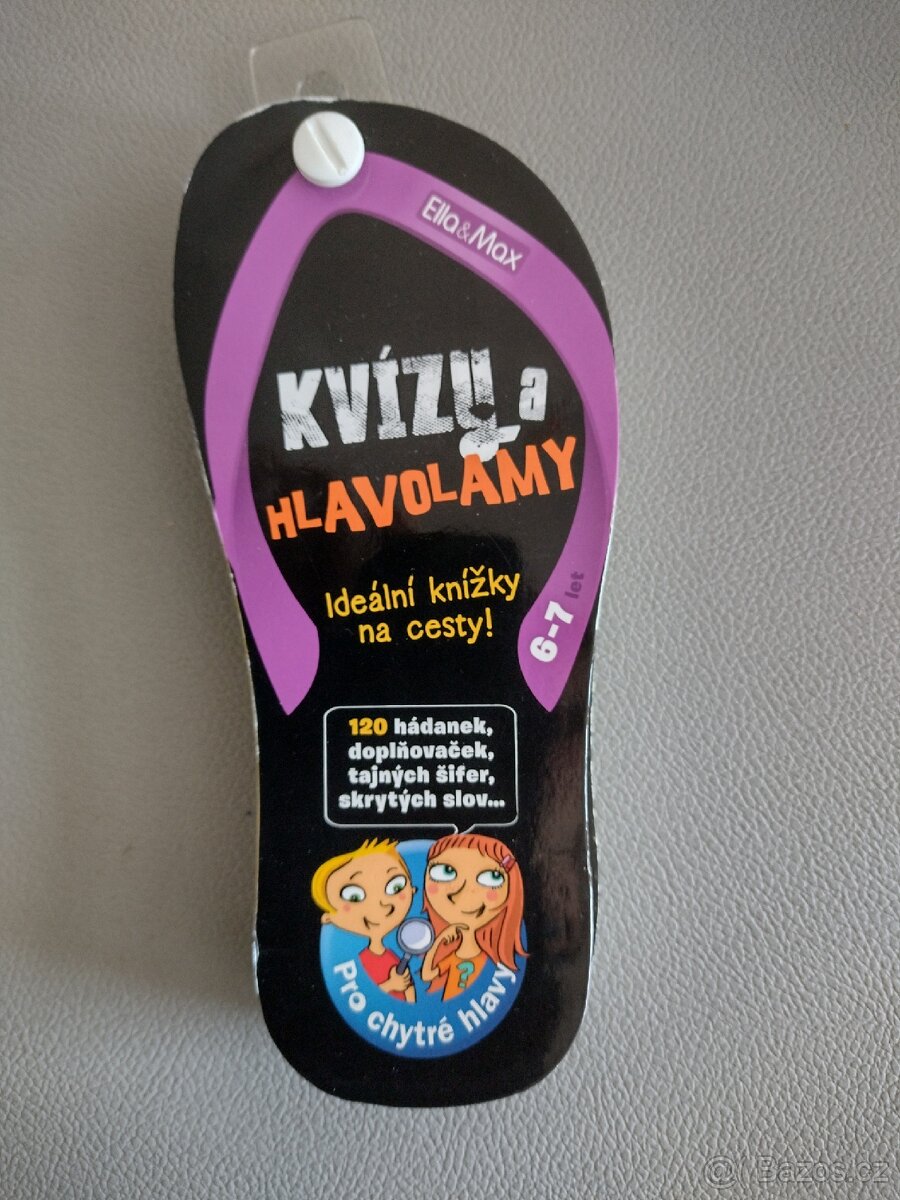 Ella&Max
KVÍZY a
HLAVOLAMY
Ideální knížky
na cesty!
6-7 let
120 hádanek,
doplňovaček,
tajných šifer,
skrytých slov...
?
Pro chytré hlavy
@ Bazos.cz